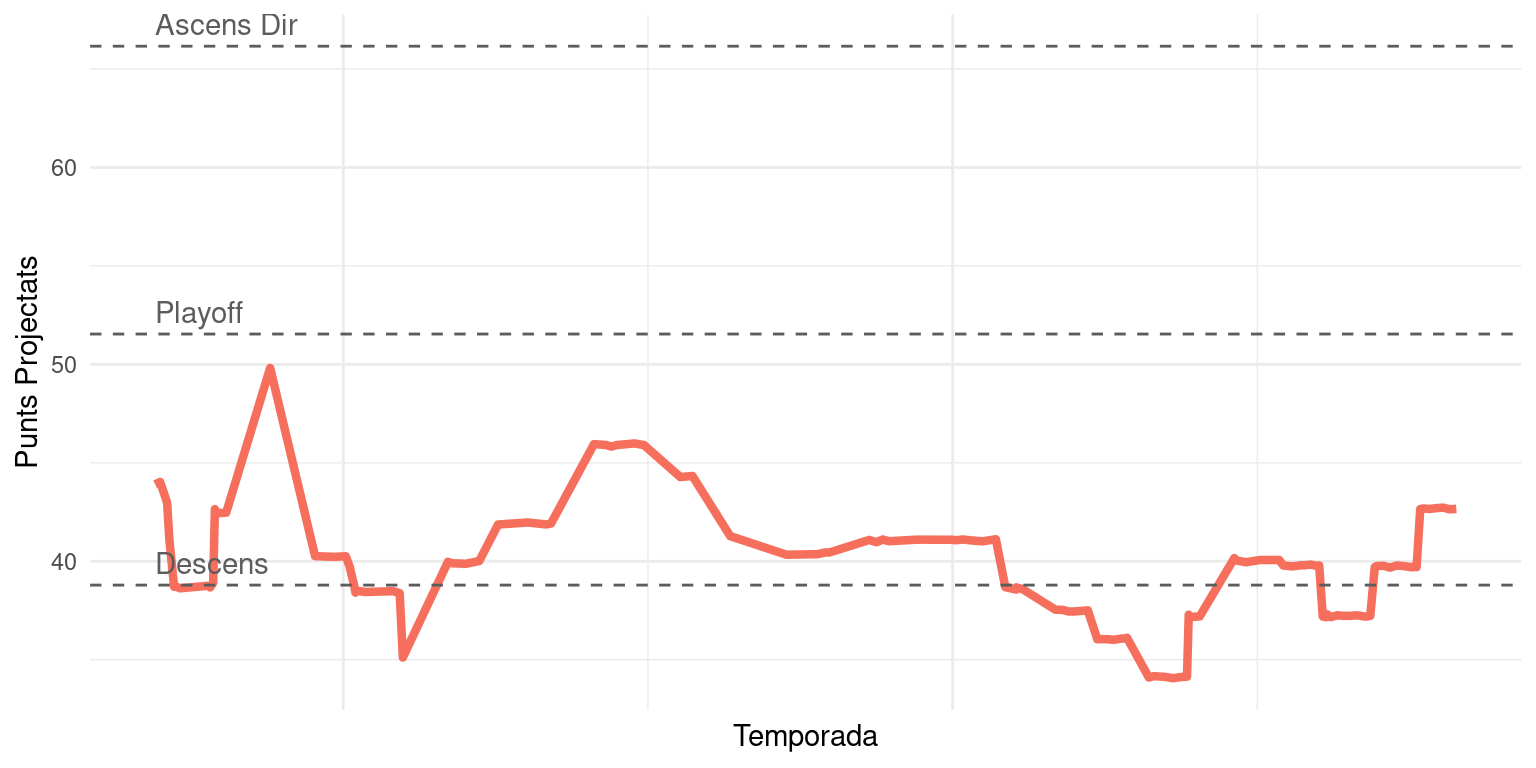 Ascens Dir
60
Playoff
50
Descens
40
Punts Projectats
Temporada